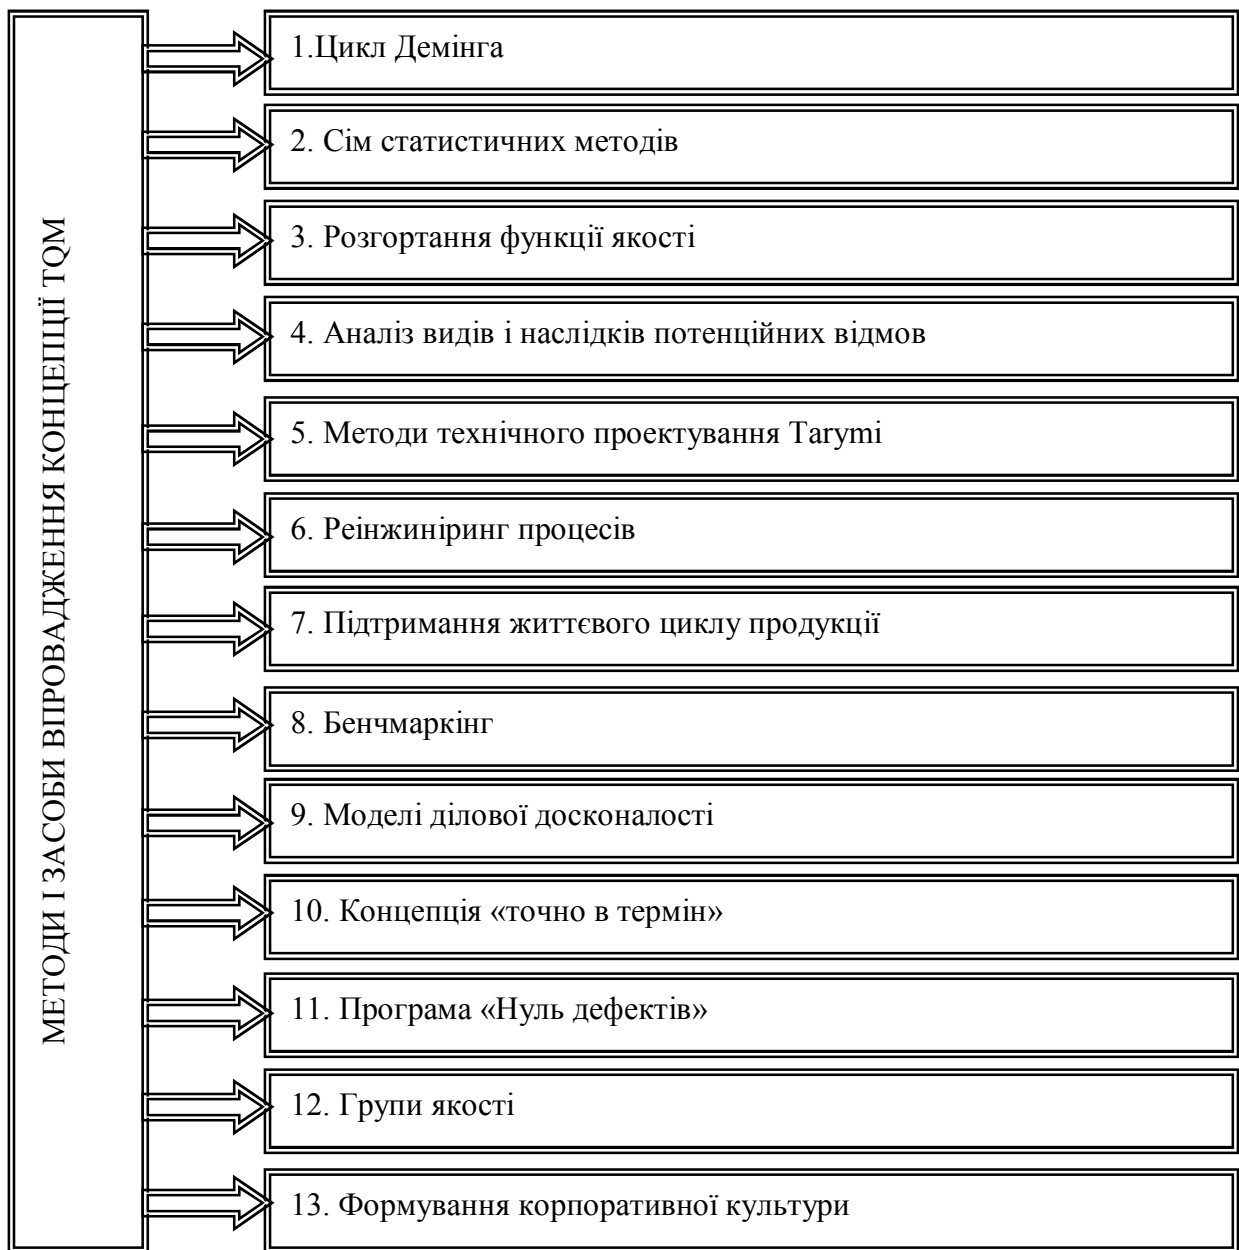 МЕТОДИ І ЗАСОБИ ВПРОВАДЖЕННЯ КОНЦЕПЦІЇ TQM
1.Цикл Демінга
2. Сім статистичних методів
3. Розгортання функції якості
4. Аналіз видів і наслідків потенційних відмов
5. Методи технічного проектування Tarymi
6. Реінжиніринг процесів
7. Підтримання життєвого циклу продукції
8. Бенчмаркінг
9. Моделі ділової досконалості
10. Концепція «точно в термін»
11. Програма «Нуль дефектів»
12. Групи якості
13. Формування корпоративної культури